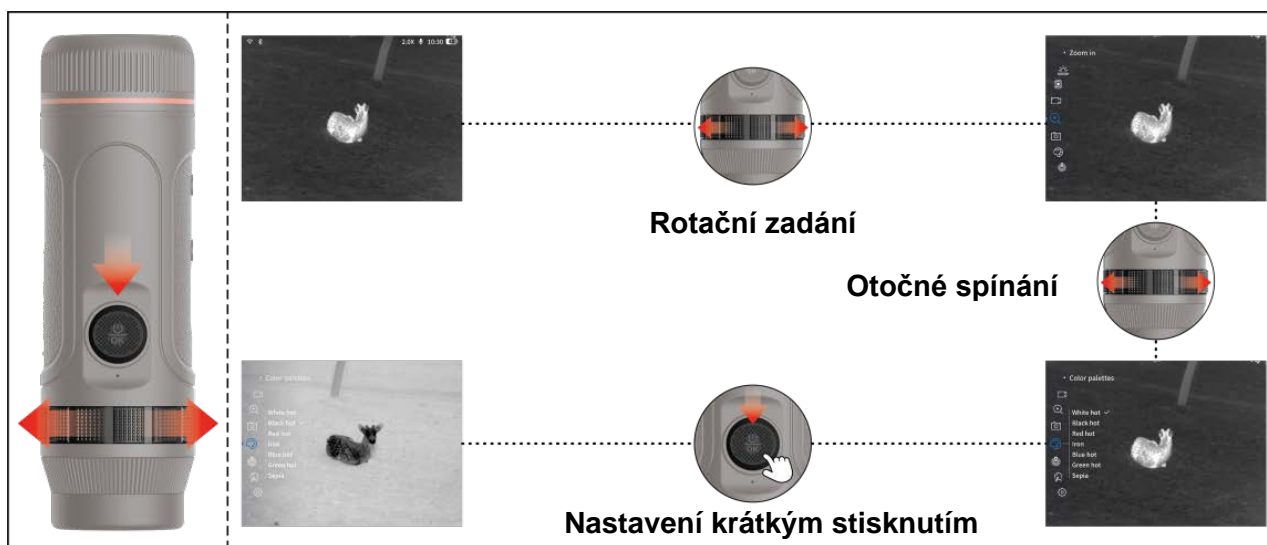 2.0X 10:30
• Zoom in
Rotační zadání
Otočné spínání
OK
• Color palettes
White hot
Black hot
Red hot
Iron
Blue hot
Green hot
Sepia
OK
• Color palettes
White hot
Black hot
Red hot
Iron
Blue hot
Green hot
Sepia
Nastavení krátkým stisknutím